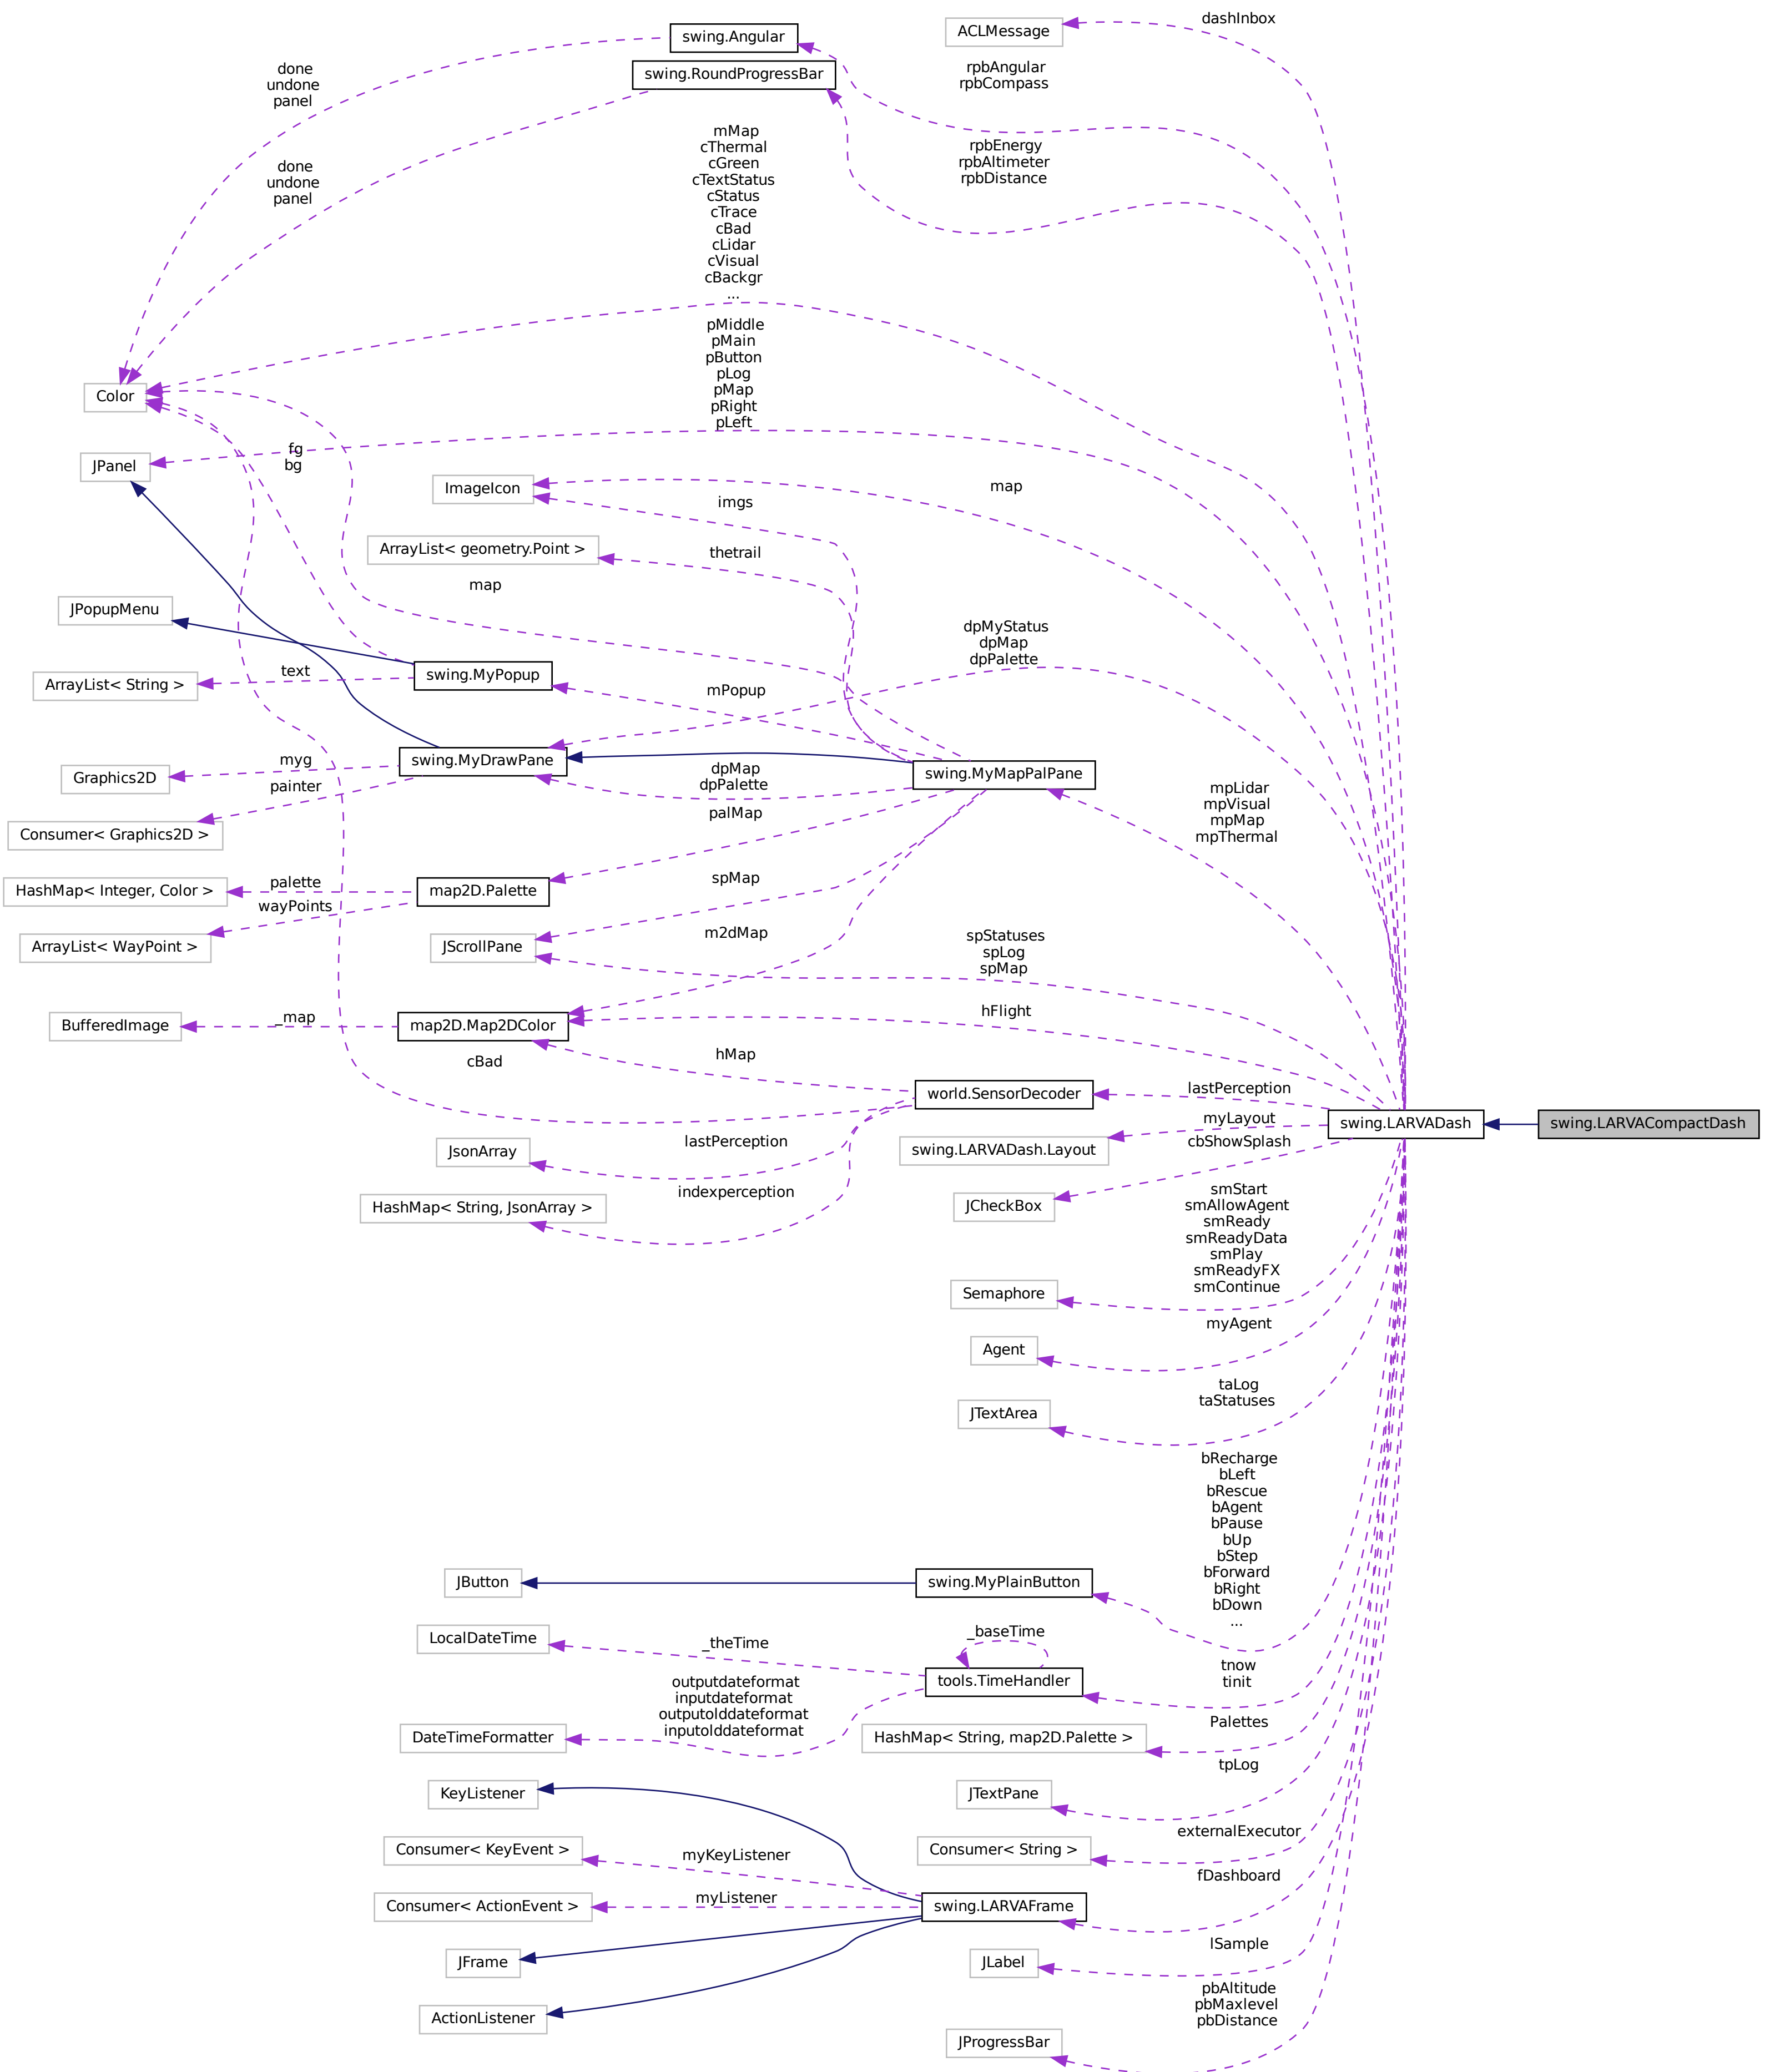 dashInbox
ACLMessage
swing.Angular
rpbAngular
rpbCompass
done
undone
panel
swing.RoundProgressBar
mMap
cThermal
cGreen
cTextStatus
cStatus
cTrace
cBad
cLidar
cVisual
cBackgr
...
rpbEnergy
rpbAltimeter
rpbDistance
done
undone
panel
pMiddle
pMain
pButton
pLog
pMap
pRight
pLeft
Color
fg
bg
JPanel
ImageIcon
map
imgs
ArrayList< geometry.Point >
thetrail
map
JPopupMenu
dpMyStatus
dpMap
dpPalette
swing.MyPopup
text
ArrayList< String >
mPopup
swing.MyDrawPane
myg
Graphics2D
painter
dpMap
dpPalette
swing.MyMapPalPane
mpLidar
mpVisual
mpMap
mpThermal
palMap
Consumer< Graphics2D >
palette
HashMap< Integer, Color >
map2D.Palette
spMap
wayPoints
ArrayList< WayPoint >
JScrollPane
m2dMap
spStatuses
spLog
spMap
BufferedImage
_map
map2D.Map2DColor
hFlight
cBad
hMap
world.SensorDecoder
lastPerception
swing.LARVADash
swing.LARVACompactDash
myLayout
swing.LARVADash.Layout
cbShowSplash
JsonArray
lastPerception
HashMap< String, JsonArray >
indexperception
JCheckBox
smStart
smAllowAgent
smReady
smReadyData
smPlay
smReadyFX
smContinue
Semaphore
myAgent
Agent
taLog
taStatuses
JTextArea
bRecharge
bLeft
bRescue
bAgent
bPause
bUp
bStep
bForward
bRight
bDown
...
JButton
swing.MyPlainButton
LocalDateTime
_theTime
_baseTime
tools.TimeHandler
tnow
tinit
outputdateformat
inputdateformat
outputolddateformat
inputolddateformat
DateTimeFormatter
HashMap< String, map2D.Palette >
Palettes
KeyListener
JTextPane
tpLog
Consumer< KeyEvent >
myKeyListener
Consumer< String >
externalExecutor
Consumer< ActionEvent >
myListener
swing.LARVAFrame
fDashboard
JFrame
JLabel
lSample
ActionListener
pbAltitude
pbMaxlevel
pbDistance
JProgressBar